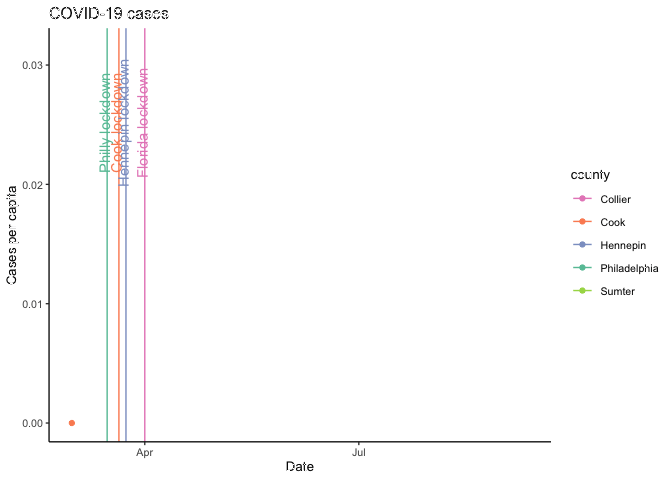 COVID-19 cases
0.03
0.02
0.01
0.00
Cases per capita
Philly lockdown
Cook lockdown
Hennepin lockdown
Florida lockdown
Apr
Jul
Date
county
Collier
Cook
Hennepin
Philadelphia
Sumter